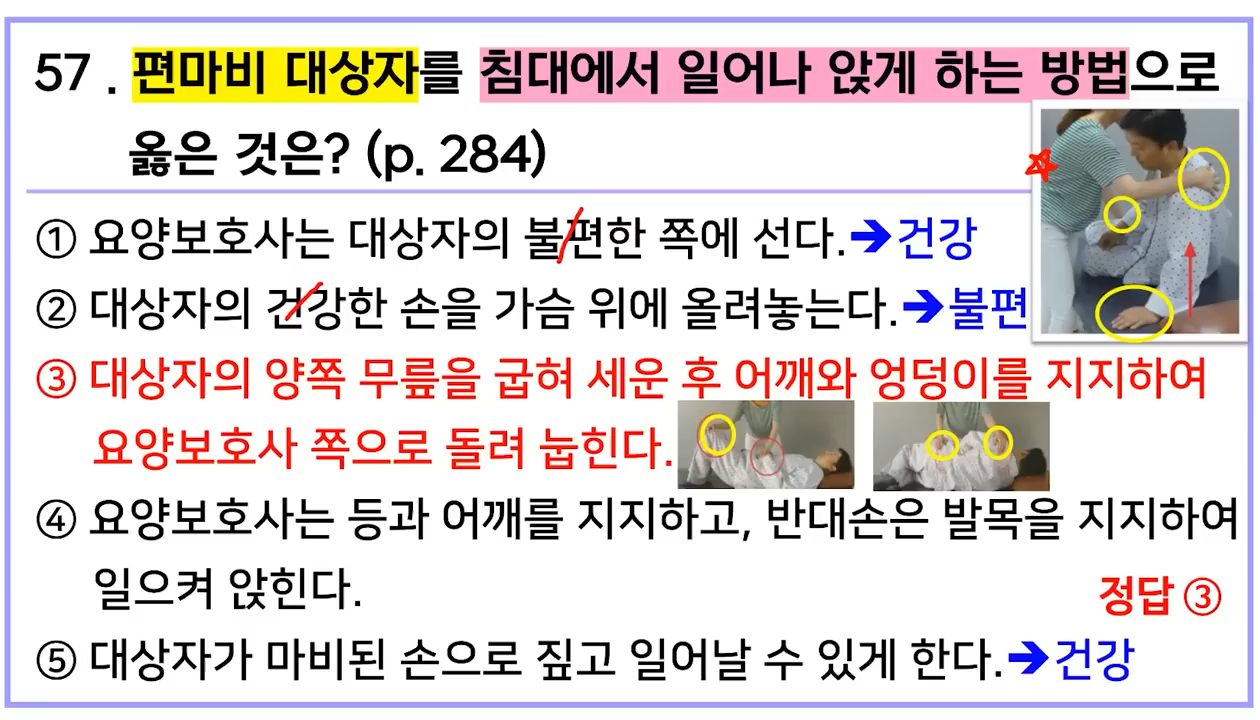 57 . 편마비 대상자를 침대에서 일어나 앉게 하는 방법으로
옳은 것은? (p. 284)
① 요양보호사는 대상자의 불편한 쪽에 선다.➔건강
② 대상자의 건강한 손을 가슴 위에 올려놓는다.➔불편
③ 대상자의 양쪽 무릎을 굽혀 세운 후 어깨와 엉덩이를 지지하여
요양보호사 쪽으로 돌려 눕힌다.
④ 요양보호사는 등과 어깨를 지지하고, 반대손은 발목을 지지하여
일으켜 앉힌다.
정답 ③
⑤ 대상자가 마비된 손으로 짚고 일어날 수 있게 한다.➔건강